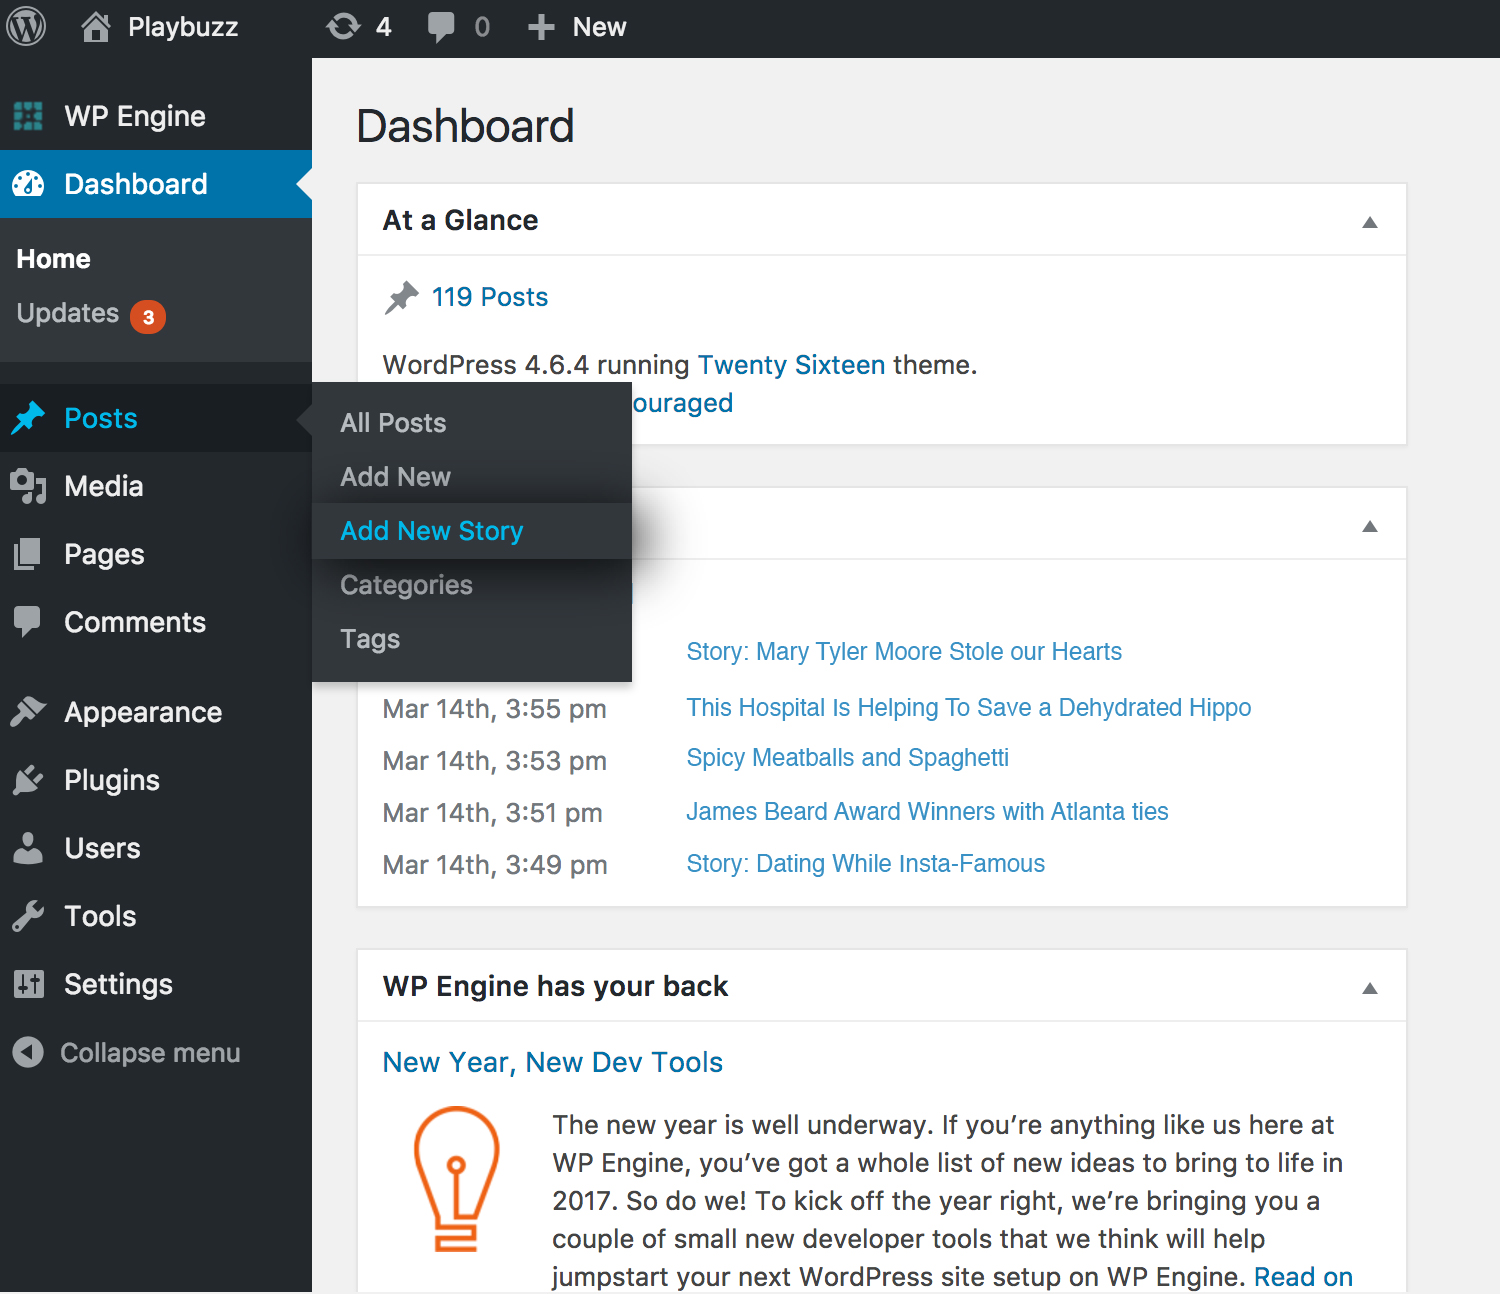 Playbuzz
4
0
New
WP Engine
Dashboard
Home
Updates 3
Posts
Media
Pages
Comments
Appearance
Plugins
Users
Tools
Settings
Collapse menu
All Posts
Add New
Add New Story
Categories
Tags
Dashboard
At a Glance
119 Posts
WordPress 4.6.4 running Twenty Sixteen theme.
ouraged
Story: Mary Tyler Moore Stole our Hearts
Mar 14th, 3:55 pm This Hospital Is Helping To Save a Dehydrated Hippo
Mar 14th, 3:53 pm Spicy Meatballs and Spaghetti
Mar 14th, 3:51 pm James Beard Award Winners with Atlanta ties
Mar 14th, 3:49 pm Story: Dating While Insta-Famous
WP Engine has your back
New Year, New Dev Tools
The new year is well underway. If you’re anything like us here at
WP Engine, you’ve got a whole list of new ideas to bring to life in
2017. So do we! To kick off the year right, we’re bringing you a
couple of small new developer tools that we think will help
jumpstart your next WordPress site setup on WP Engine. Read on